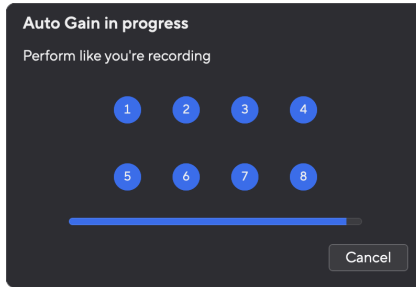 Auto Gain in progress
Perform like you're recording
1 2 3 4
5 6 7 8
Cancel